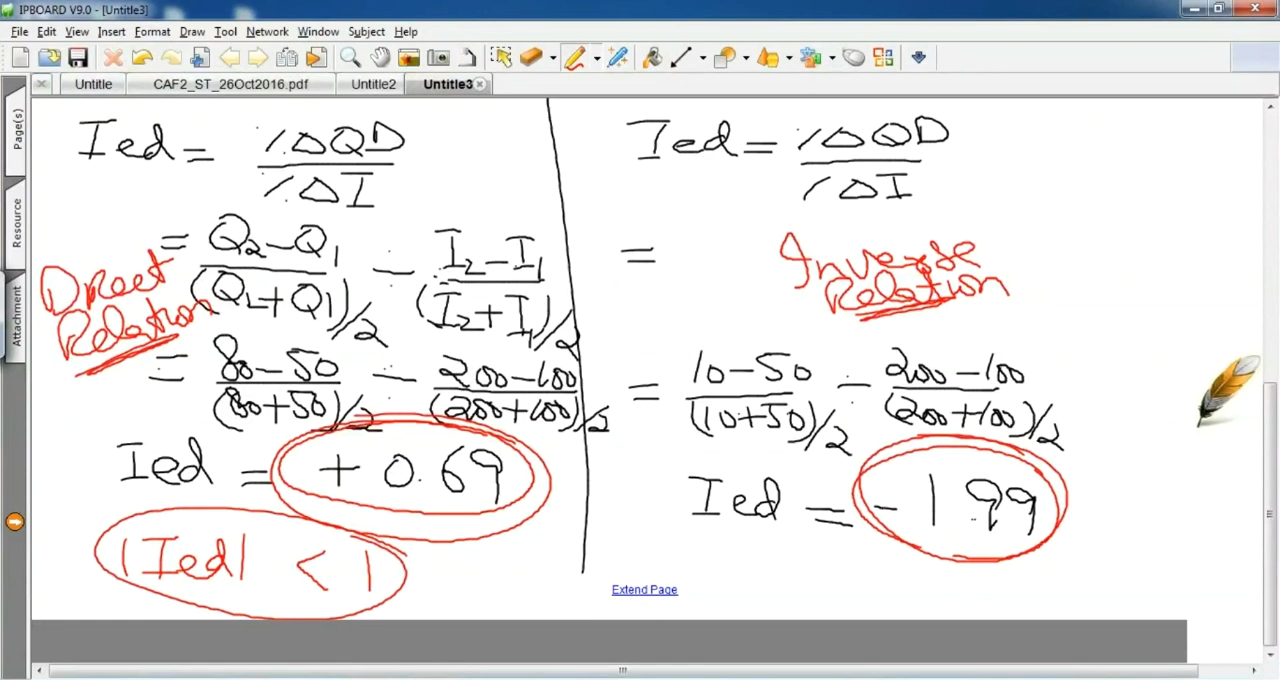 IPBOARD V9.0 - [Untitle3]
File Edit View Insert Format Draw Tool Network Window Subject Help
Untitle CAF2_ST_26Oct2016.pdf Untitle2 Untitle3
Page(s)
Resource
Attachment
Ied = %ΔQD / %ΔI
= Q2 - Q1 / (Q2 + Q1)/2 ÷ I2 - I1 / (I2 + I1)/2
Direct
Relation
= 80 - 50 / (80 + 50)/2 ÷ 200 - 100 / (200 + 100)/2
Ied = + 0.69
|Ied| < 1
Ied = %ΔQD / %ΔI
=
Inverse
Relation
= 10 - 50 / (10 + 50)/2 ÷ 200 - 100 / (200 + 100)/2
Ied = - 1.99
Extend Page